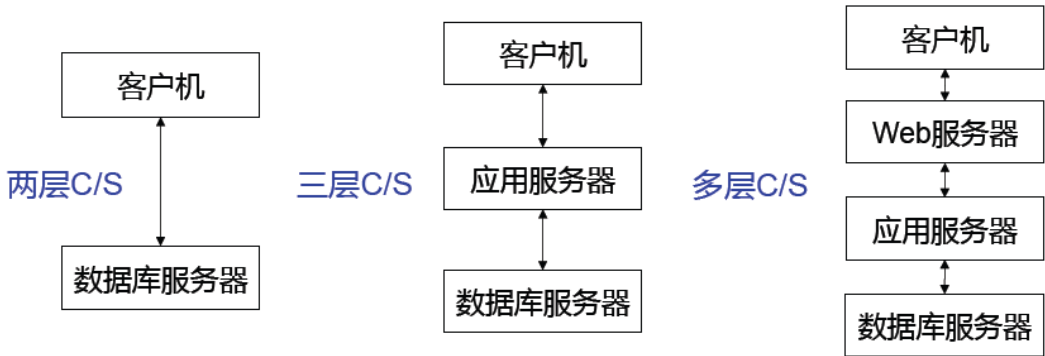 两层C/S
客户机
数据库服务器
三层C/S
客户机
应用服务器
数据库服务器
多层C/S
客户机
Web服务器
应用服务器
数据库服务器